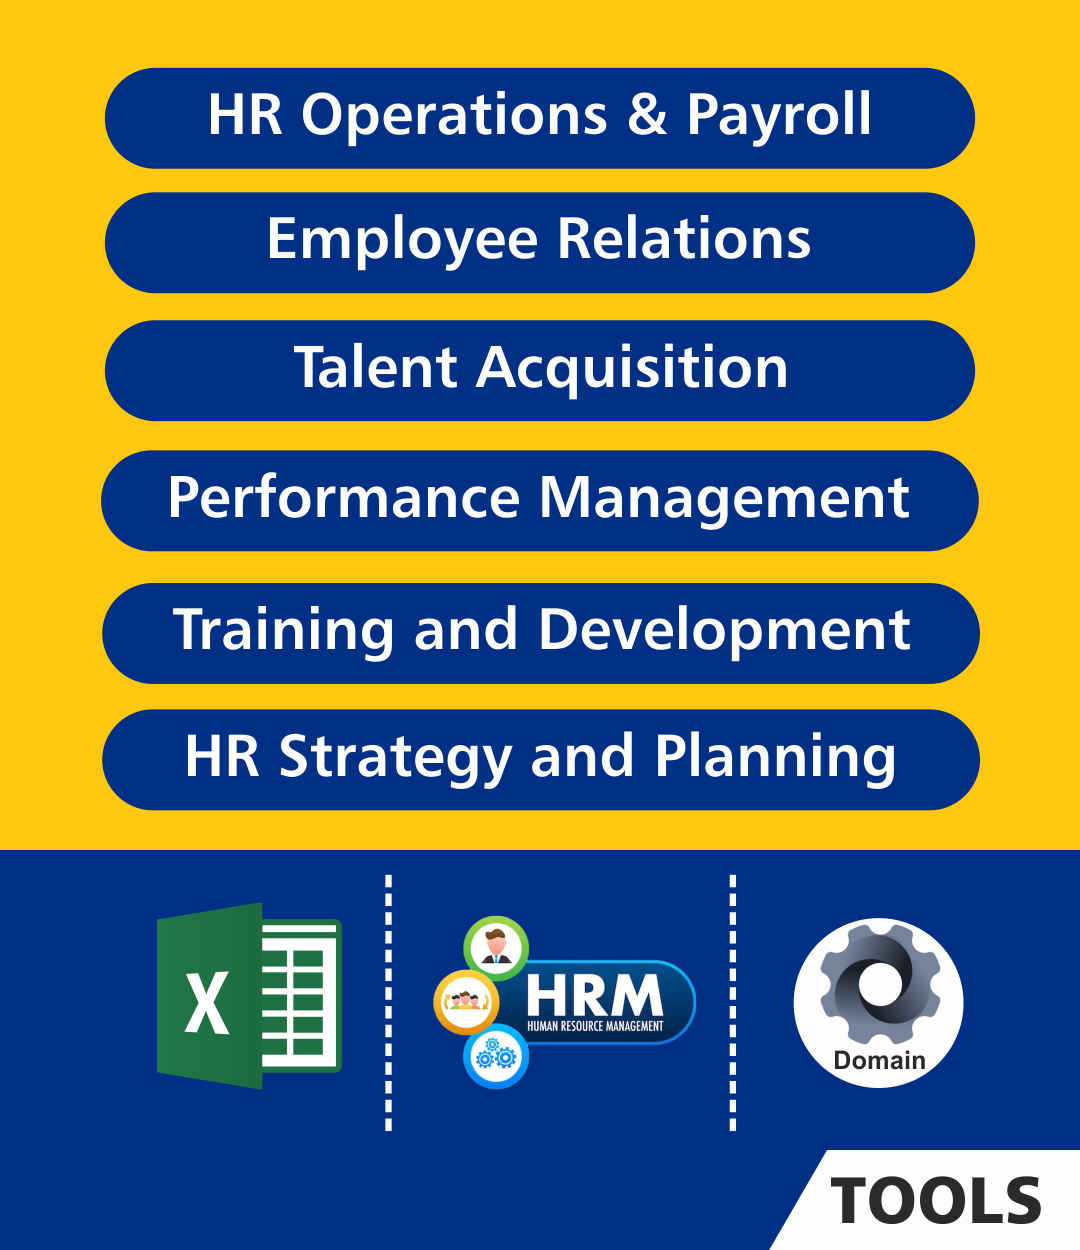 HR Operations & Payroll
Employee Relations
Talent Acquisition
Performance Management
Training and Development
HR Strategy and Planning
X
HRM
HUMAN RESOURCE MANAGEMENT
Domain
TOOLS